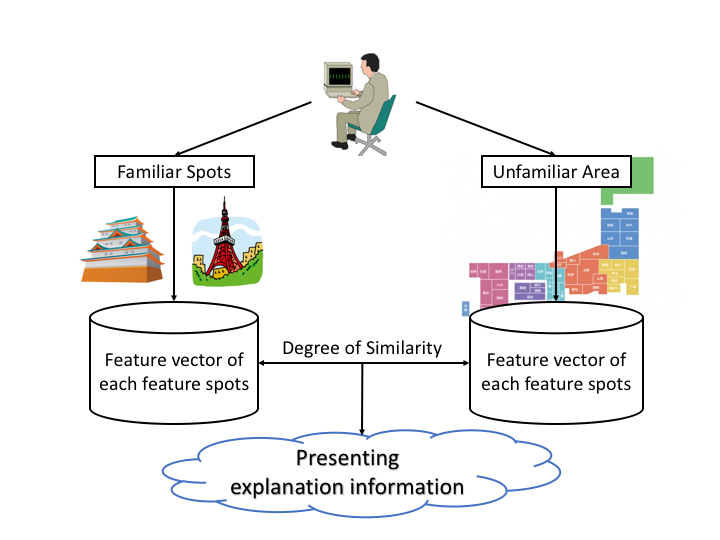 Familiar Spots
Unfamiliar Area
Feature vector of
each feature spots
Degree of Similarity
Feature vector of
each feature spots
Presenting
explanation information